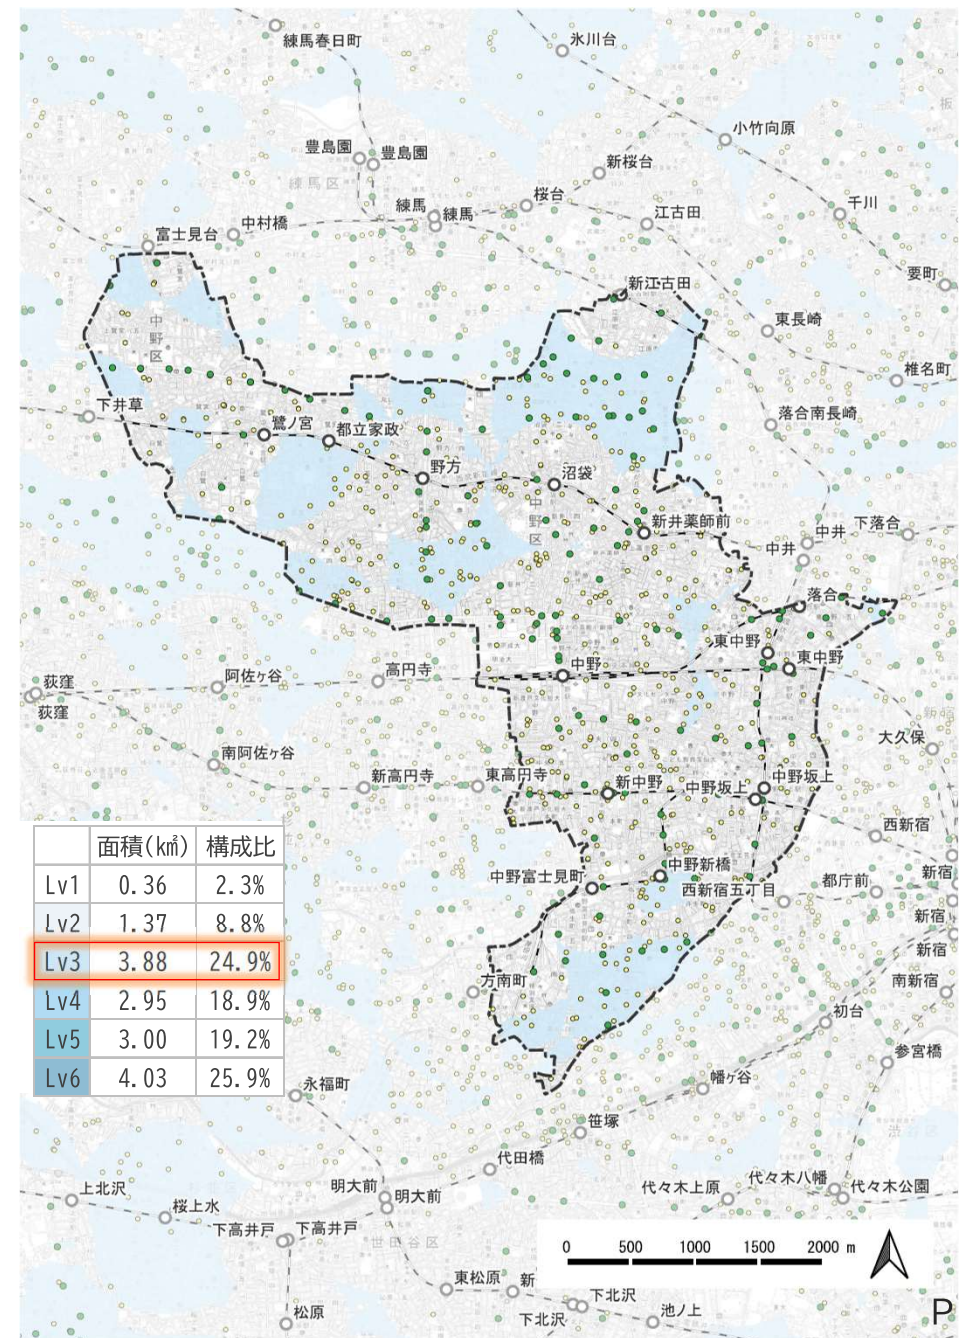 練馬春日町
氷川台
小竹向原
豊島園
豊島園
新桜台
練馬区
桜台
千川
練馬
練馬
江古田
中村橋
富士見台
要町
新江古田
東長崎
中野区
椎名町
下井草
落合南長崎
鷺ノ宮
都立家政
野方
沼袋
中野区
新井薬師前
中井
下落合
中井
落合
東中野
東中野
中野
高円寺
阿佐ヶ谷
荻窪
荻窪
新宿
大久保
南阿佐ヶ谷
新高円寺
東高円寺
新中野
中野坂上
中野坂上
西新宿
中野新橋
中野富士見町
西新宿五丁目
都庁前
新宿
新宿
新宿
南新宿
方南町
初台
参宮橋
面積(k㎡) 構成比
Lv1 0.36 2.3%
Lv2 1.37 8.8%
Lv3 3.88 24.9%
Lv4 2.95 18.9%
Lv5 3.00 19.2%
Lv6 4.03 25.9%
永福町
幡ヶ谷
笹塚
渋谷区
代田橋
上北沢
桜上水
明大前
明大前
代々木上原
代々木八幡
代々木公園
下高井戸
下高井戸
世田谷区
0 500 1000 1500 2000 m
東松原
新
下北沢
下北沢
池ノ上
松原
P